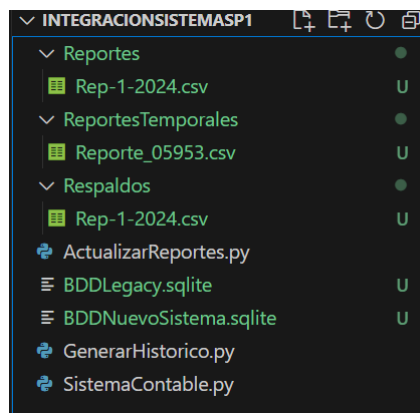 INTEGRACIONSISTEMASP1
Reportes
Rep-1-2024.csv U
ReportesTemporales
Reporte_05953.csv U
Respaldos
Rep-1-2024.csv U
ActualizarReportes.py
BDDLegacy.sqlite U
BDDNuevoSistema.sqlite U
GenerarHistorico.py
SistemaContable.py